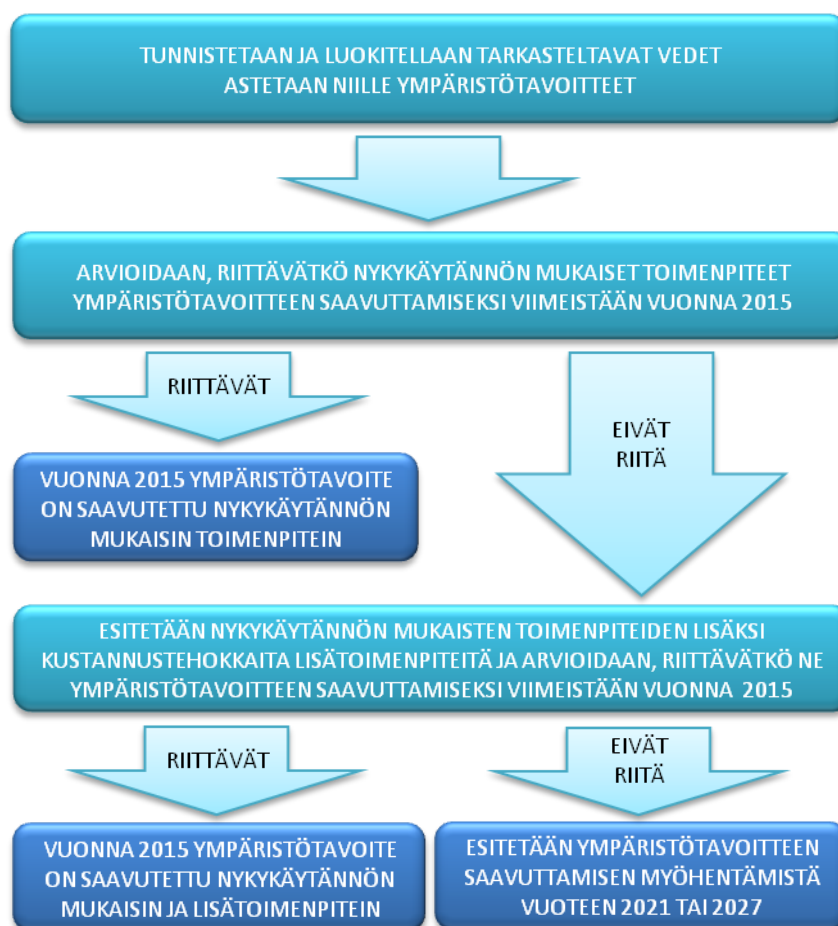 TUNNISTETAAN JA LUOKITELLAAN TARKASTELTAVAT VEDET
ASTETAAN NIILLE YMPÄRISTÖTAVOITTEET
ARVIOIDAAN, RIITTÄVÄTKÖ NYKYKÄYTÄNNÖN MUKAISET TOIMENPITEET
YMPÄRISTÖTAVOITTEEN SAAVUTTAMISEKSI VIIMEISTÄÄN VUONNA 2015
RIITTÄVÄT
EIVÄT
RIITÄ
VUONNA 2015 YMPÄRISTÖTAVOITE
ON SAAVUTETTU NYKYKÄYTÄNNÖN
MUKAISIN TOIMENPITEIN
ESITETÄÄN NYKYKÄYTÄNNÖN MUKAISTEN TOIMENPITEIDEN LISÄKSI
KUSTANNUSTEHOKKAITA LISÄTOIMENPITEITÄ JA ARVIOIDAAN, RIITTÄVÄTKÖ NE
YMPÄRISTÖTAVOITTEEN SAAVUTTAMISEKSI VIIMEISTÄÄN VUONNA 2015
RIITTÄVÄT
EIVÄT
RIITÄ
VUONNA 2015 YMPÄRISTÖTAVOITE
ON SAAVUTETTU NYKYKÄYTÄNNÖN
MUKAISIN JA LISÄTOIMENPITEIN
ESITETÄÄN YMPÄRISTÖTAVOITTEEN
SAAVUTTAMISEN MYÖHENTÄMISTÄ
VUOTEEN 2021 TAI 2027